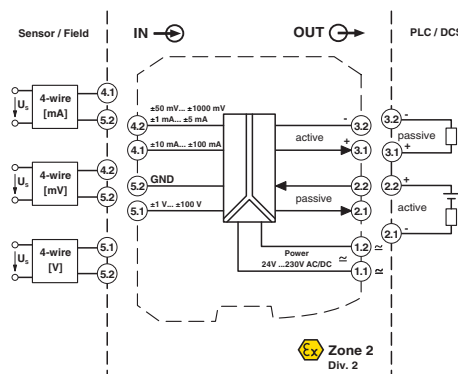 Sensor / Field
IN
OUT
PLC / DCS
Us
4-wire
[mA]
4.1
5.2
Us
4-wire
[mV]
4.2
5.2
Us
4-wire
[V]
5.1
5.2
±50 mV... ±1000 mV
4.2
±1 mA... ±5 mA
4.1
±10 mA... ±100 mA
5.2
GND
5.1
±1 V... ±100 V
active
-
3.2
+
3.1
passive
2.2
2.1
Power
24V ...230V AC/DC
1.2
≃
1.1
≃
3.2
-
passive
3.1
+
2.2
+
active
2.1
-
Ex
Zone 2
Div. 2